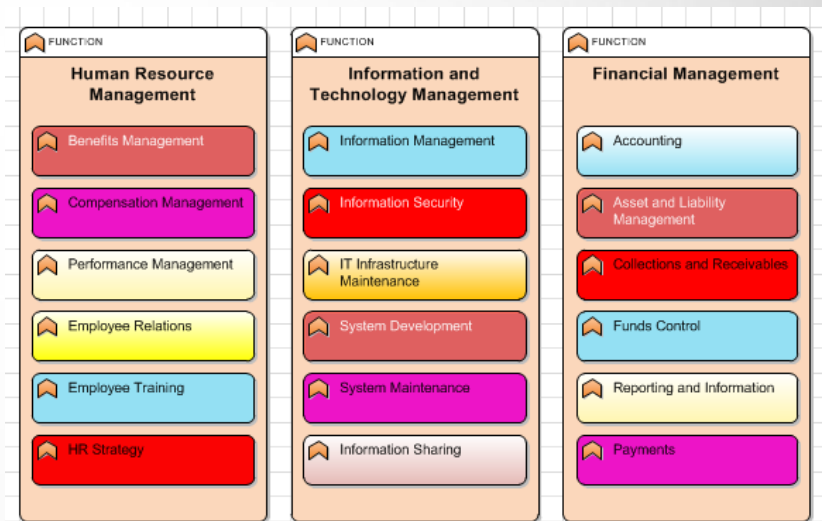 FUNCTION
Human Resource
Management
Benefits Management
Compensation Management
Performance Management
Employee Relations
Employee Training
HR Strategy
FUNCTION
Information and
Technology Management
Information Management
Information Security
IT Infrastructure
Maintenance
System Development
System Maintenance
Information Sharing
FUNCTION
Financial Management
Accounting
Asset and Liability
Management
Collections and Receivables
Funds Control
Reporting and Information
Payments